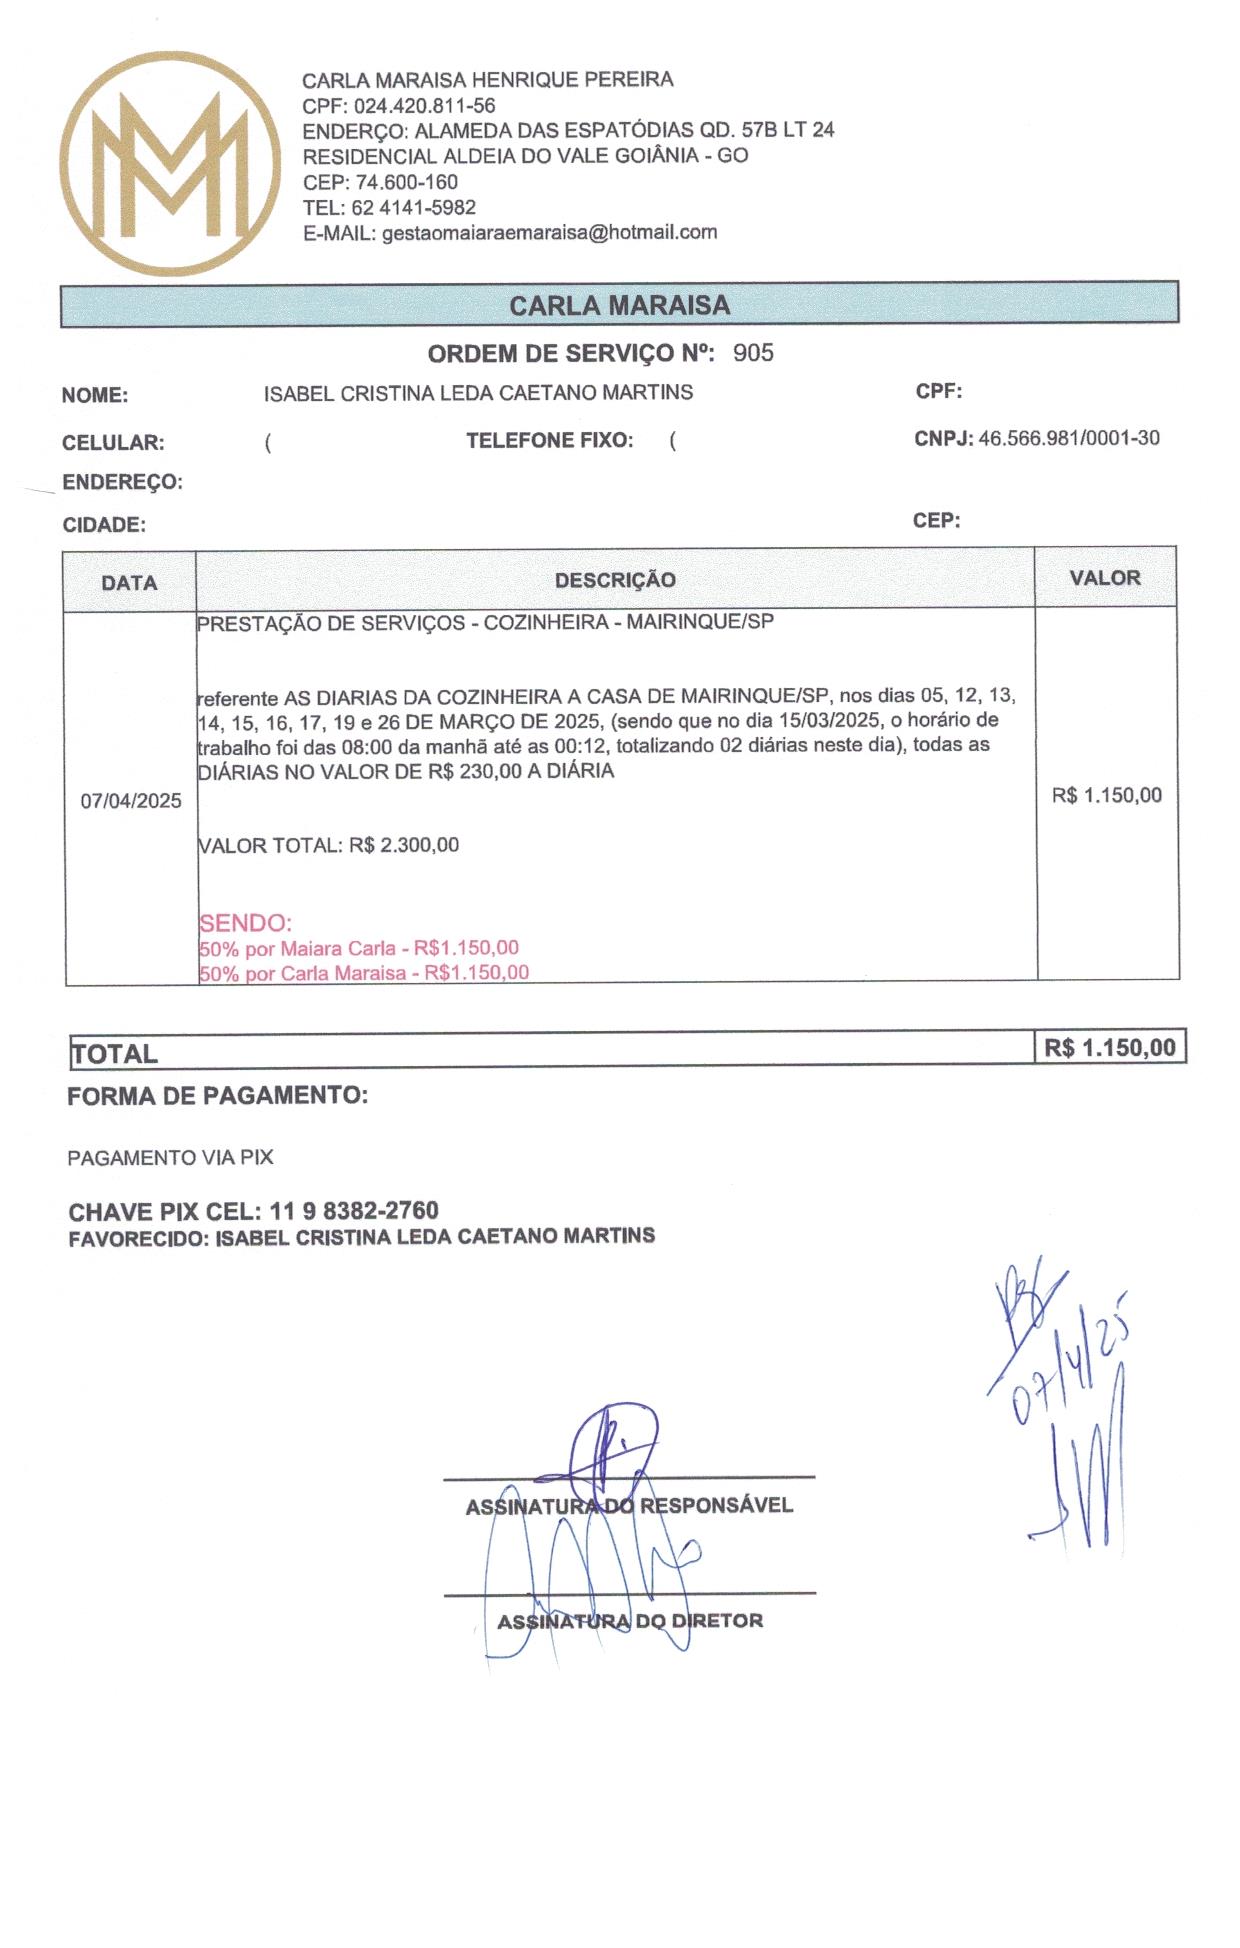 CARLA MARAISA HENRIQUE PEREIRA
CPF: 024.420.811-56
ENDERÇO: ALAMEDA DAS ESPATÓDIAS QD. 57B LT 24
RESIDENCIAL ALDEIA DO VALE GOIÂNIA - GO
CEP: 74.600-160
TEL: 62 4141-5982
E-MAIL: gestaomaiaraemaraisa@hotmail.com
CARLA MARAISA
ORDEM DE SERVIÇO Nº: 905
NOME: ISABEL CRISTINA LEDA CAETANO MARTINS CPF:
CELULAR: ( TELEFONE FIXO: ( CNPJ: 46.566.981/0001-30
ENDEREÇO:
CIDADE: CEP:
DATA DESCRIÇÃO VALOR
PRESTAÇÃO DE SERVIÇOS - COZINHEIRA - MAIRINQUE/SP
referente AS DIARIAS DA COZINHEIRA A CASA DE MAIRINQUE/SP, nos dias 05, 12, 13,
14, 15, 16, 17, 19 e 26 DE MARÇO DE 2025, (sendo que no dia 15/03/2025, o horário de
trabalho foi das 08:00 da manhã até as 00:12, totalizando 02 diárias neste dia), todas as
DIÁRIAS NO VALOR DE R$ 230,00 A DIÁRIA
07/04/2025 R$ 1.150,00
VALOR TOTAL: R$ 2.300,00
SENDO:
50% por Maiara Carla - R$1.150,00
50% por Carla Maraisa - R$1.150,00
TOTAL R$ 1.150,00
FORMA DE PAGAMENTO:
PAGAMENTO VIA PIX
CHAVE PIX CEL: 11 9 8382-2760
FAVORECIDO: ISABEL CRISTINA LEDA CAETANO MARTINS
07/4/25
ASSINATURA DO RESPONSÁVEL
ASSINATURA DO DIRETOR